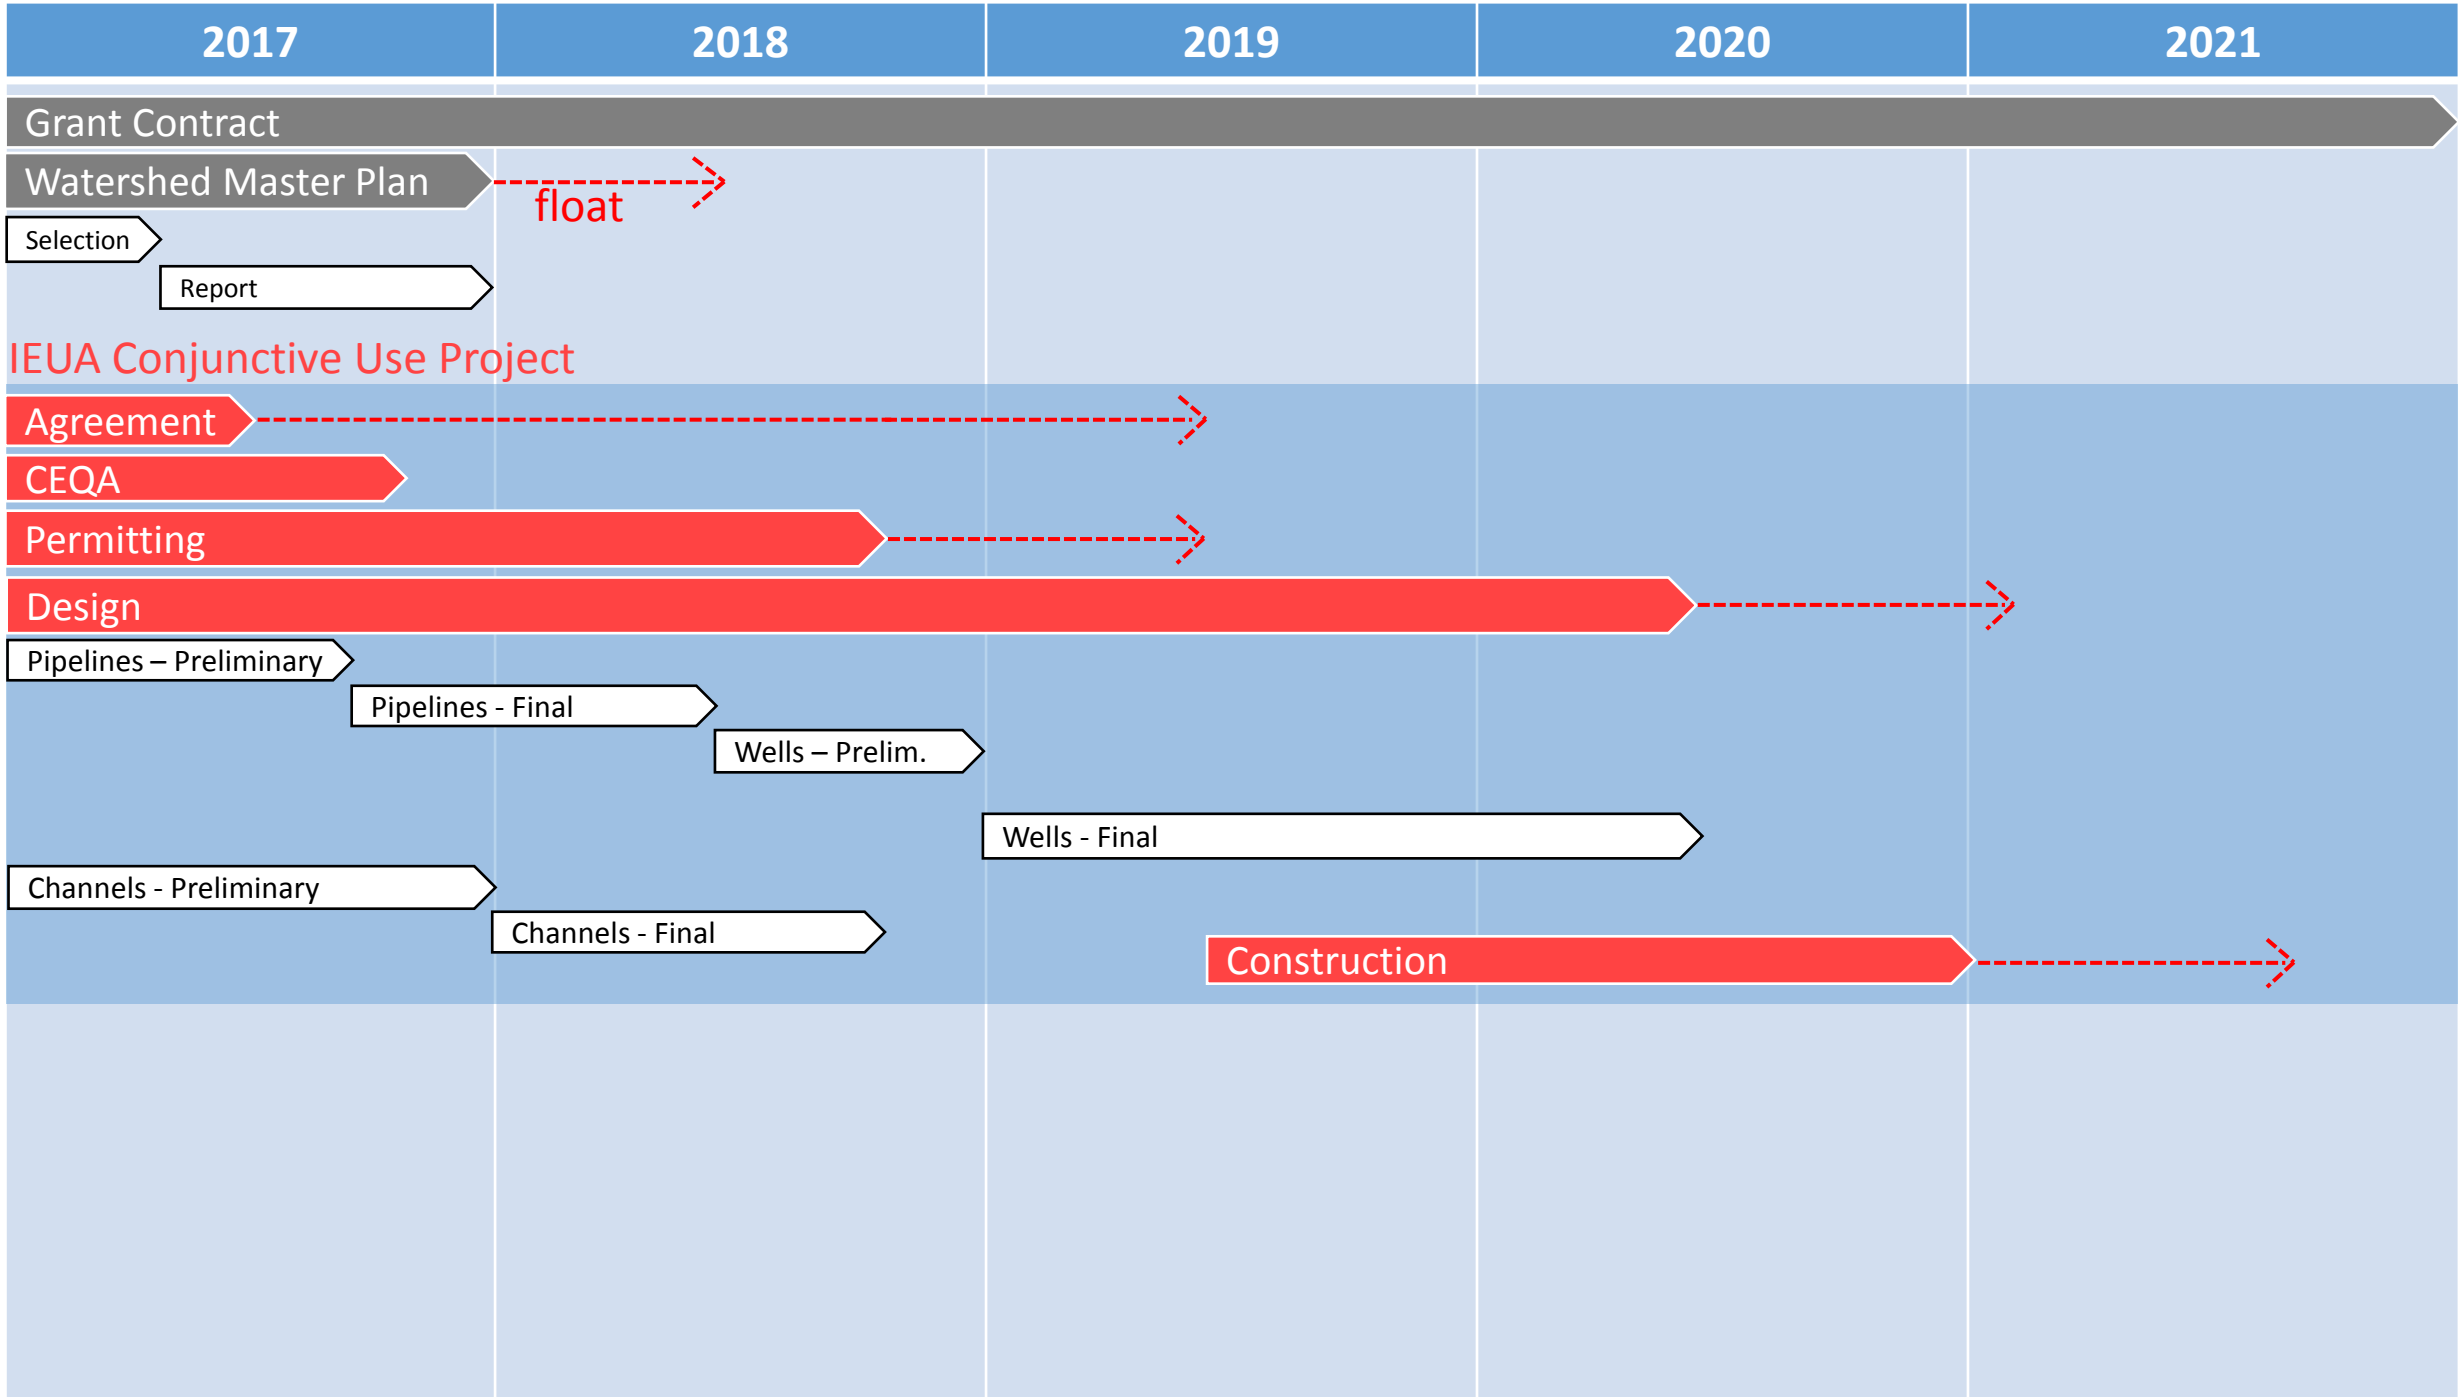 2017 2018 2019 2020 2021
Grant Contract
Watershed Master Plan
float
Selection
Report
IEUA Conjunctive Use Project
Agreement
CEQA
Permitting
Design
Pipelines – Preliminary
Pipelines - Final
Wells – Prelim.
Wells - Final
Channels - Preliminary
Channels - Final
Construction